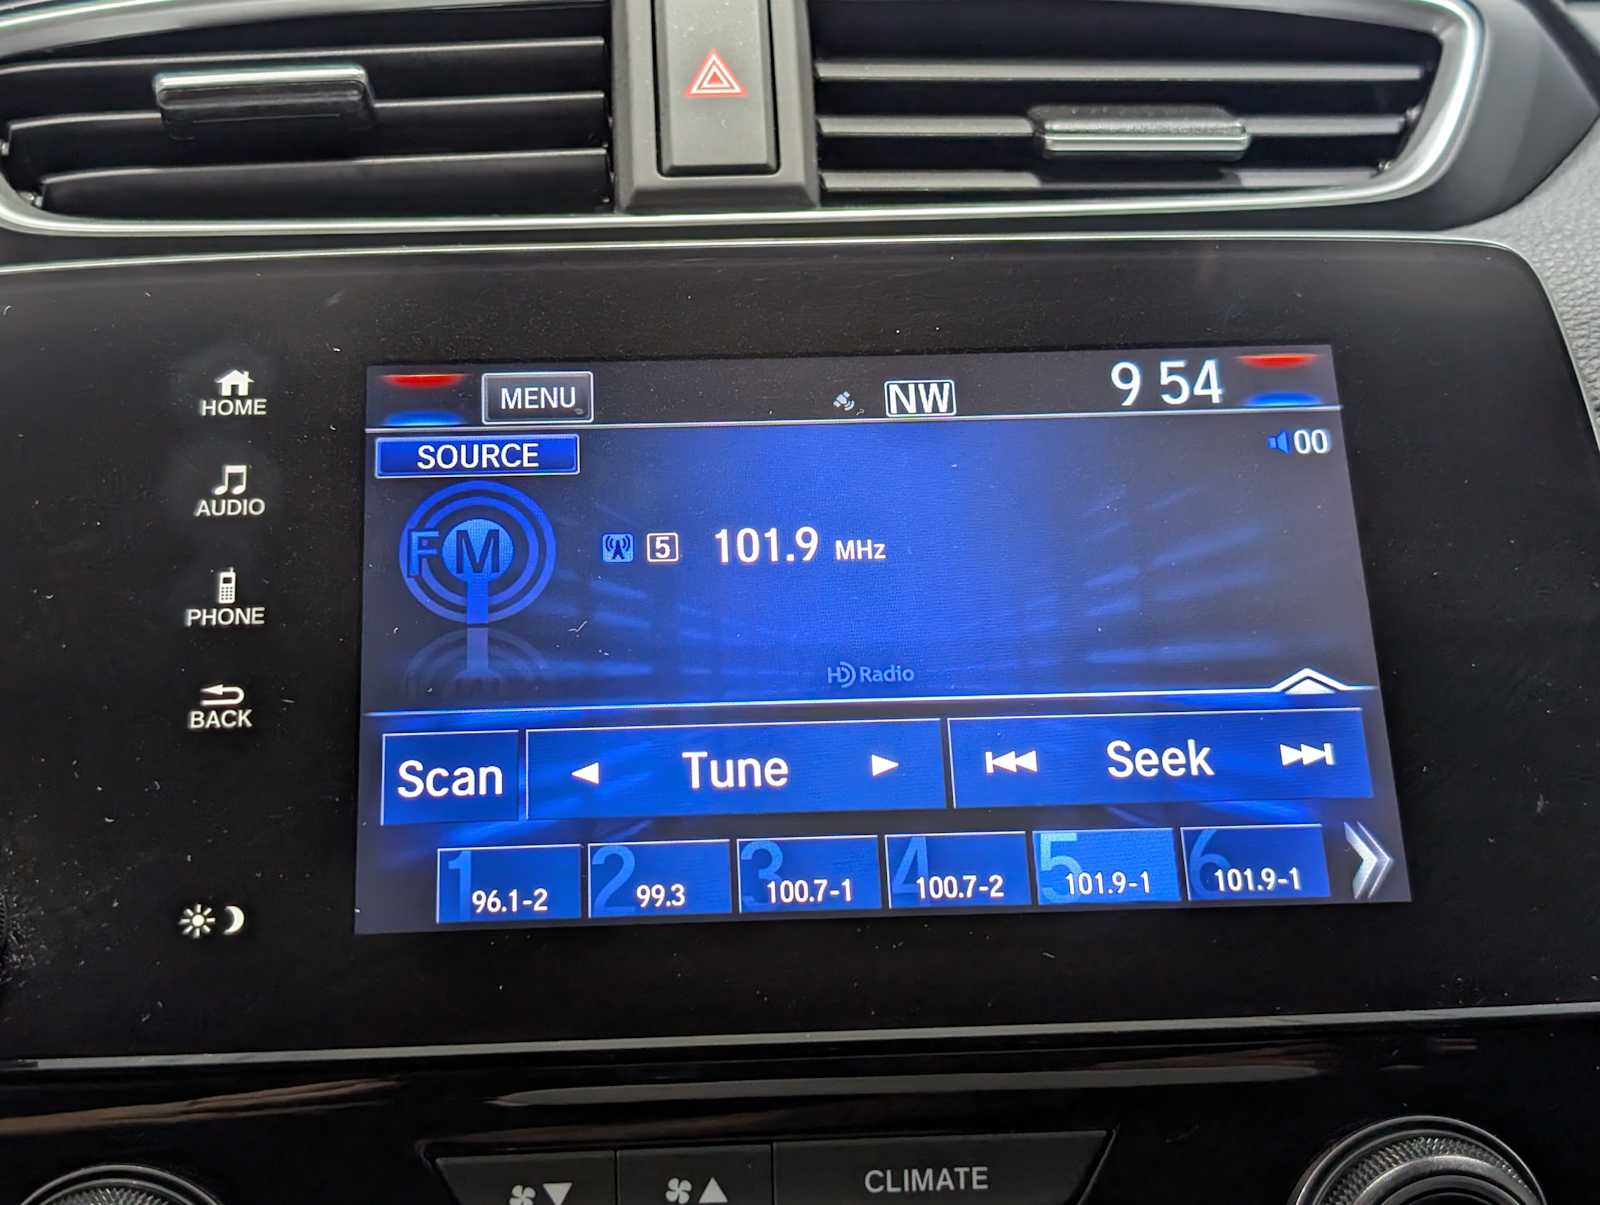 HOME
AUDIO
PHONE
BACK
MENU NW 9 54
SOURCE 00
FM 5 101.9 MHz
HD Radio
Scan Tune Seek
1 96.1-2 2 99.3 3 100.7-1 4 100.7-2 5 101.9-1 6 101.9-1
CLIMATE